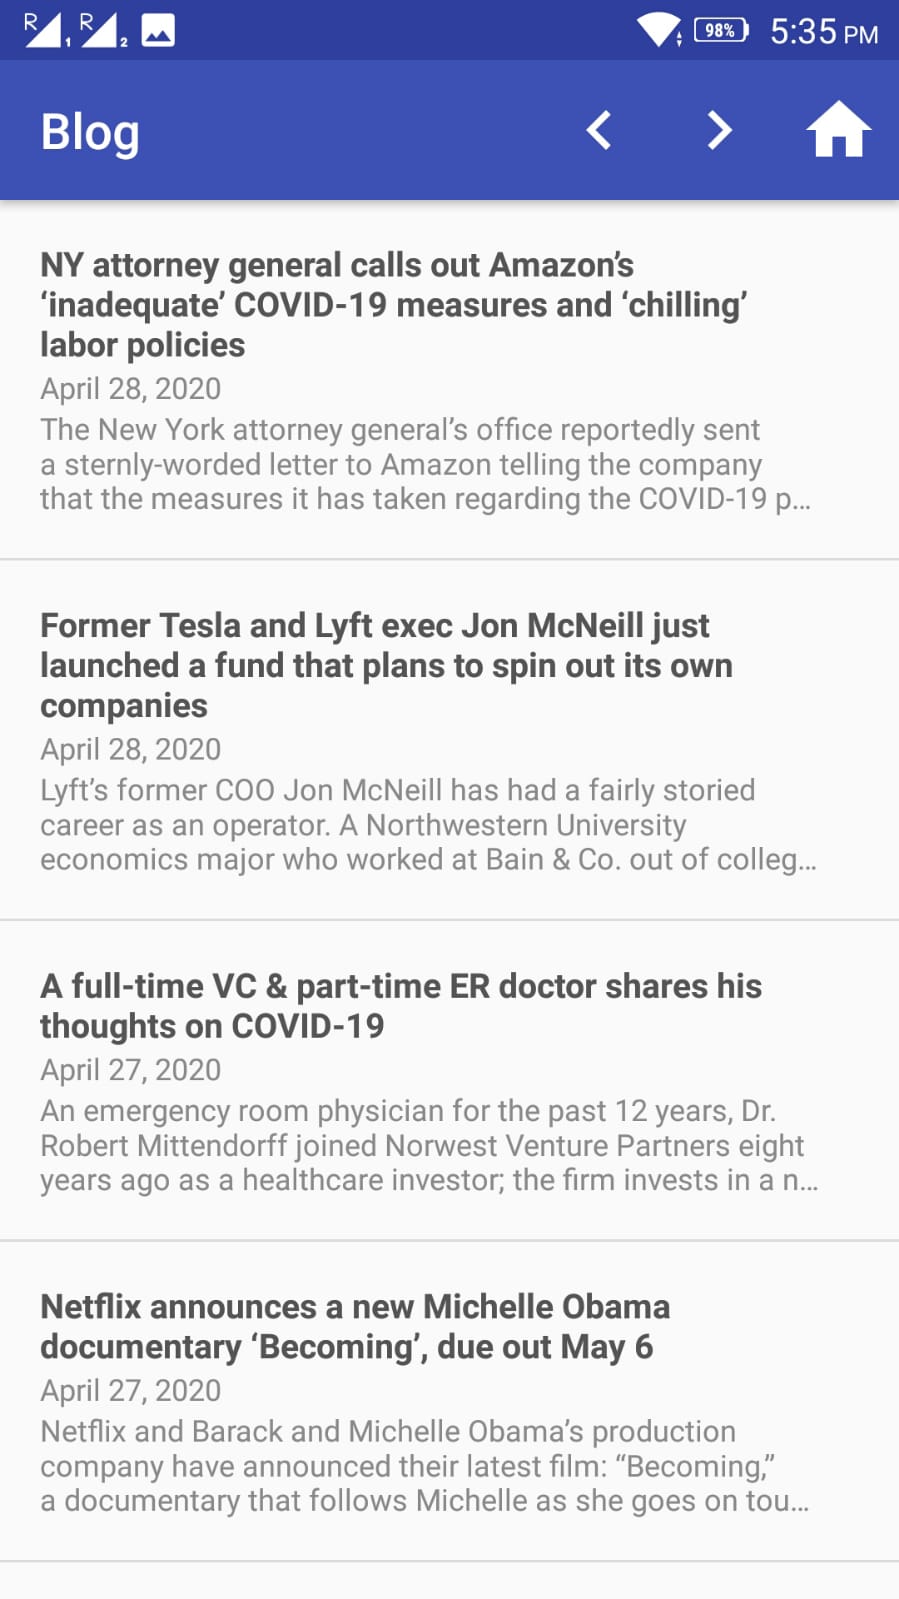 R 1 R 2 98% 5:35 PM
Blog
NY attorney general calls out Amazon’s
‘inadequate’ COVID-19 measures and ‘chilling’
labor policies
April 28, 2020
The New York attorney general’s office reportedly sent
a sternly-worded letter to Amazon telling the company
that the measures it has taken regarding the COVID-19 p…
Former Tesla and Lyft exec Jon McNeill just
launched a fund that plans to spin out its own
companies
April 28, 2020
Lyft’s former COO Jon McNeill has had a fairly storied
career as an operator. A Northwestern University
economics major who worked at Bain & Co. out of colleg…
A full-time VC & part-time ER doctor shares his
thoughts on COVID-19
April 27, 2020
An emergency room physician for the past 12 years, Dr.
Robert Mittendorff joined Norwest Venture Partners eight
years ago as a healthcare investor; the firm invests in a n…
Netflix announces a new Michelle Obama
documentary ‘Becoming’, due out May 6
April 27, 2020
Netflix and Barack and Michelle Obama’s production
company have announced their latest film: “Becoming,”
a documentary that follows Michelle as she goes on tou…